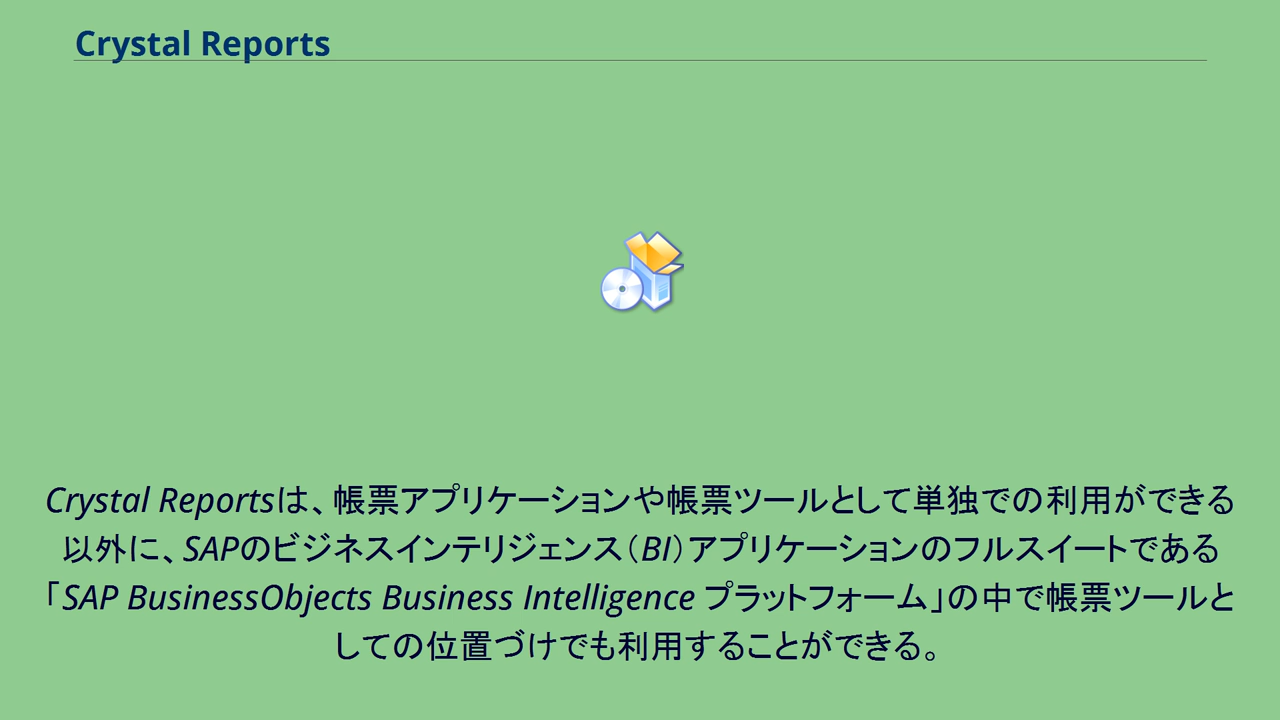 Crystal Reports
Crystal Reportsは、帳票アプリケーションや帳票ツールとして単独での利用ができる
以外に、SAPのビジネスインテリジェンス（BI）アプリケーションのフルスイートである
「SAP BusinessObjects Business Intelligence プラットフォーム」の中で帳票ツールと
しての位置づけでも利用することができる。